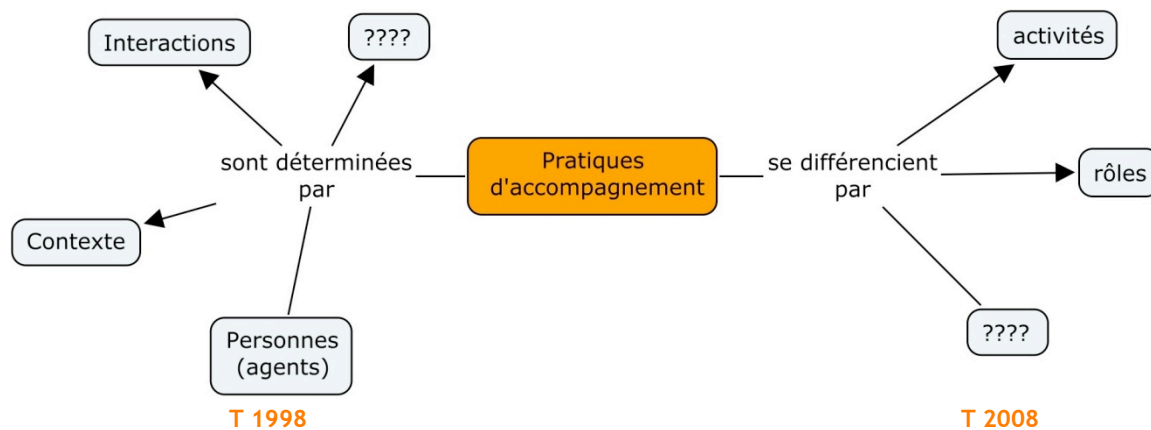 Interactions
????
activités
sont déterminées
par
Pratiques
d'accompagnement
se différencient
par
rôles
Contexte
Personnes
(agents)
????
T 1998
T 2008